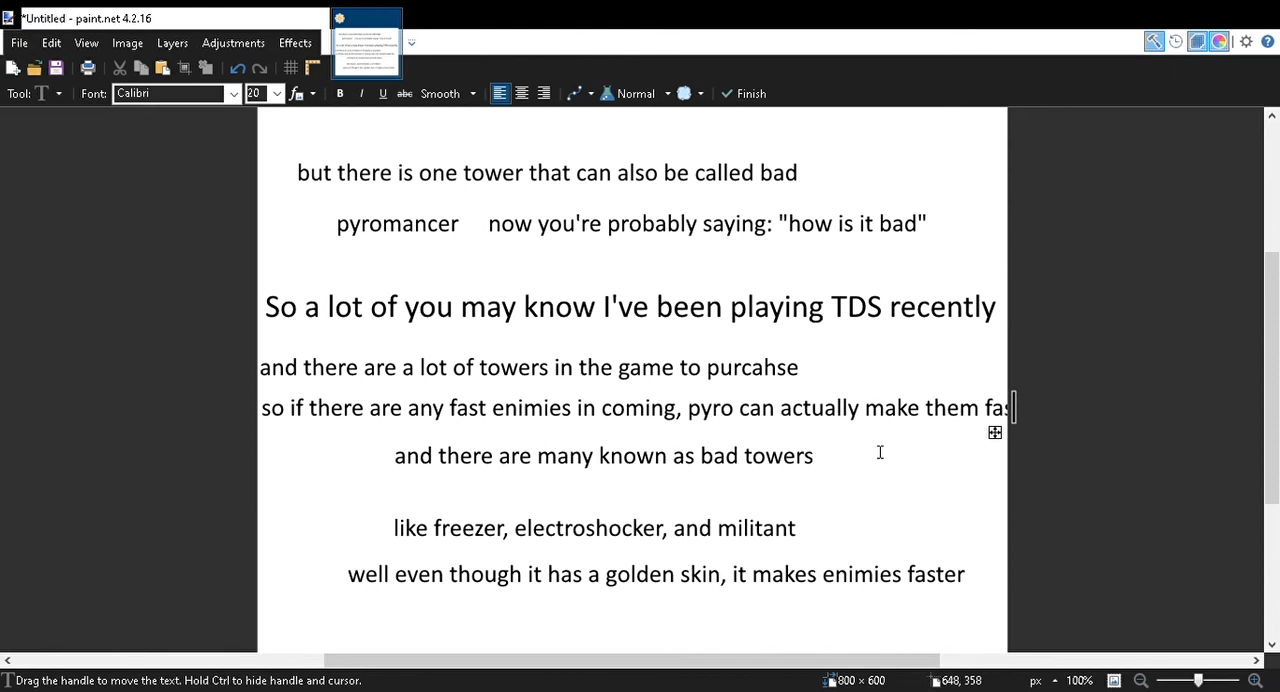 *Untitled - paint.net 4.2.16
File Edit View Image Layers Adjustments Effects
Tool: T Font: Calibri 20 B I U abc Smooth Normal Finish
but there is one tower that can also be called bad
pyromancer now you're probably saying: "how is it bad"
So a lot of you may know I've been playing TDS recently
and there are a lot of towers in the game to purcahse
so if there are any fast enimies in coming, pyro can actually make them fas
and there are many known as bad towers
like freezer, electroshocker, and militant
well even though it has a golden skin, it makes enimies faster
Drag the handle to move the text. Hold Ctrl to hide handle and cursor. 800 × 600 648, 358 px 100%